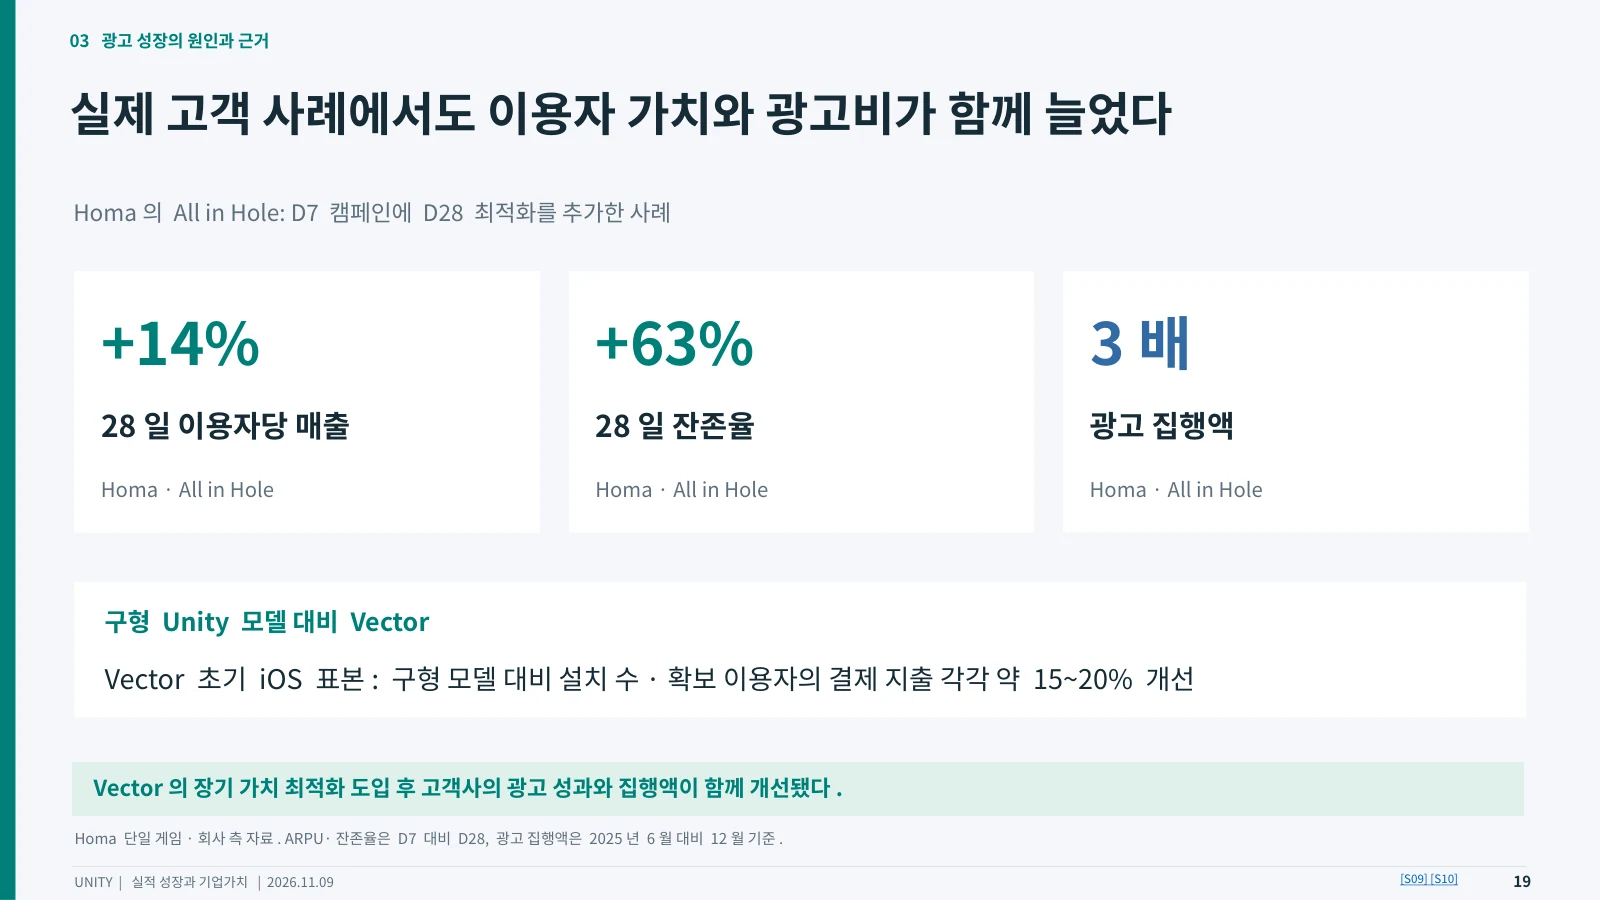 03 광고 성장의 원인과 근거
실제 고객 사례에서도 이용자 가치와 광고비가 함께 늘었다
Homa 의 All in Hole: D7 캠페인에 D28 최적화를 추가한 사례
+14%
28 일 이용자당 매출
Homa · All in Hole
+63%
28 일 잔존율
Homa · All in Hole
3 배
광고 집행액
Homa · All in Hole
구형 Unity 모델 대비 Vector
Vector 초기 iOS 표본 : 구형 모델 대비 설치 수 · 확보 이용자의 결제 지출 각각 약 15~20% 개선
Vector 의 장기 가치 최적화 도입 후 고객사의 광고 성과와 집행액이 함께 개선됐다 .
Homa 단일 게임 · 회사 측 자료 . ARPU · 잔존율은 D7 대비 D28, 광고 집행액은 2025 년 6 월 대비 12 월 기준 .
UNITY | 실적 성장과 기업가치 | 2026.11.09
[S09] [S10]
19